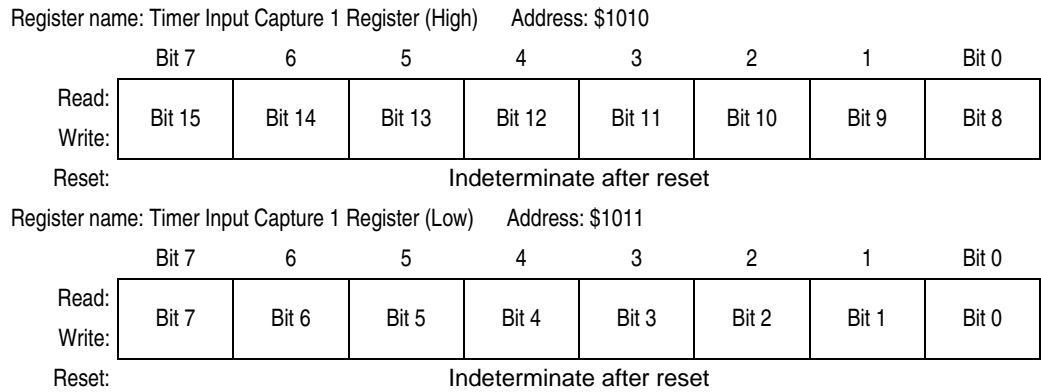 Register name: Timer Input Capture 1 Register (High) Address: $1010
Bit 7 6 5 4 3 2 1 Bit 0
Read:
Bit 15 Bit 14 Bit 13 Bit 12 Bit 11 Bit 10 Bit 9 Bit 8
Write:
Reset: Indeterminate after reset
Register name: Timer Input Capture 1 Register (Low) Address: $1011
Bit 7 6 5 4 3 2 1 Bit 0
Read:
Bit 7 Bit 6 Bit 5 Bit 4 Bit 3 Bit 2 Bit 1 Bit 0
Write:
Reset: Indeterminate after reset